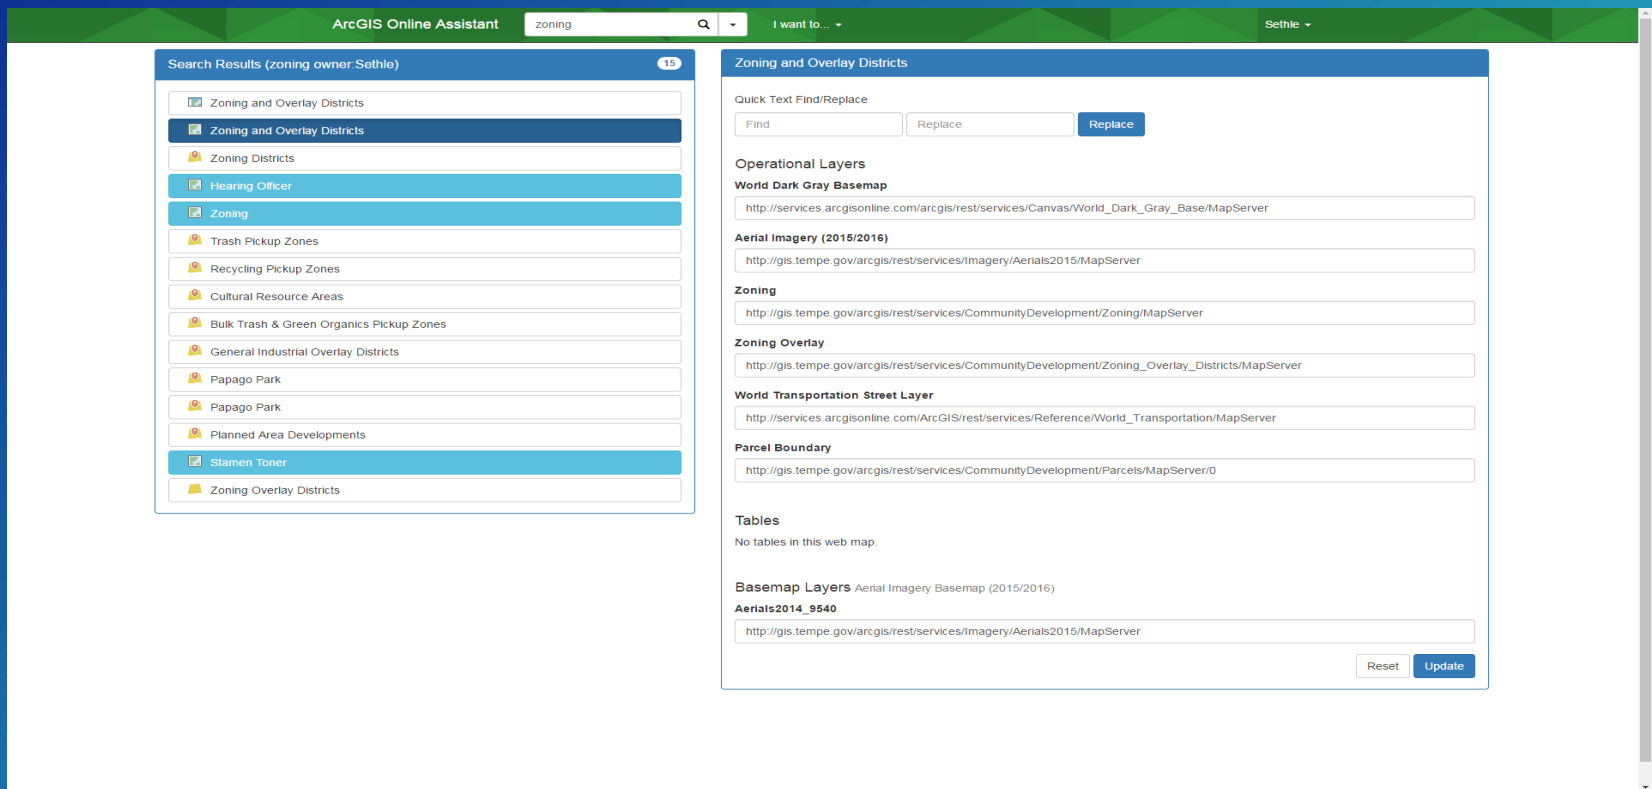 ArcGIS Online Assistant
zoning
I want to...
Sethle
Search Results (zoning owner:Sethle)
15
Zoning and Overlay Districts
Zoning and Overlay Districts
Zoning Districts
Hearing Officer
Zoning
Trash Pickup Zones
Recycling Pickup Zones
Cultural Resource Areas
Bulk Trash & Green Organics Pickup Zones
General Industrial Overlay Districts
Papago Park
Papago Park
Planned Area Developments
Stamen Toner
Zoning Overlay Districts
Zoning and Overlay Districts
Quick Text Find/Replace
Find
Replace
Replace
Operational Layers
World Dark Gray Basemap
http://services.arcgisonline.com/arcgis/rest/services/Canvas/World_Dark_Gray_Base/MapServer
Aerial Imagery (2015/2016)
http://gis.tempe.gov/arcgis/rest/services/Imagery/Aerials2015/MapServer
Zoning
http://gis.tempe.gov/arcgis/rest/services/CommunityDevelopment/Zoning/MapServer
Zoning Overlay
http://gis.tempe.gov/arcgis/rest/services/CommunityDevelopment/Zoning_Overlay_Districts/MapServer
World Transportation Street Layer
http://services.arcgisonline.com/ArcGIS/rest/services/Reference/World_Transportation/MapServer
Parcel Boundary
http://gis.tempe.gov/arcgis/rest/services/CommunityDevelopment/Parcels/MapServer/0
Tables
No tables in this web map.
Basemap Layers Aerial Imagery Basemap (2015/2016)
Aerials2014_9540
http://gis.tempe.gov/arcgis/rest/services/Imagery/Aerials2015/MapServer
Reset
Update